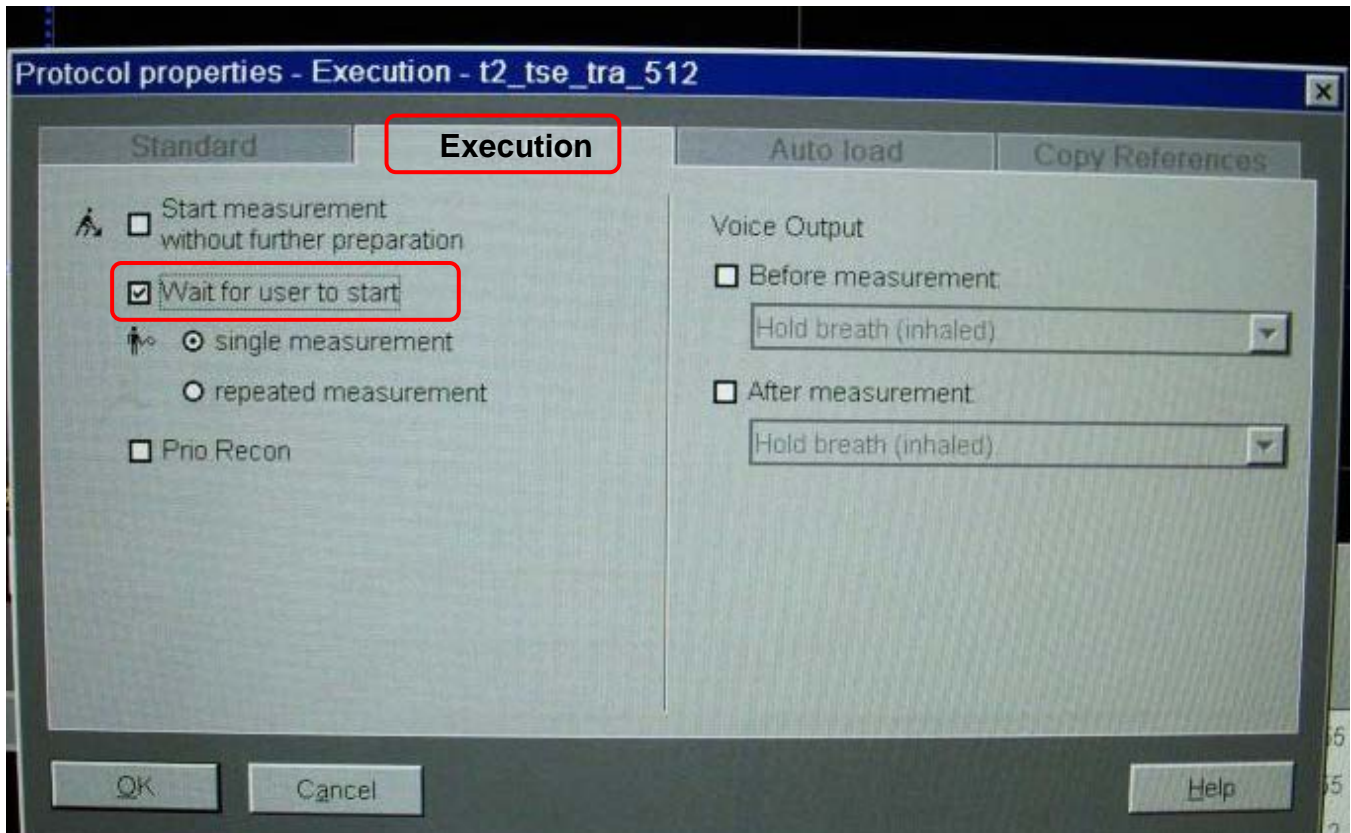 Protocol properties - Execution - t2_tse_tra_512
Standard
Execution
Auto load
Copy References
Start measurement
without further preparation
Wait for user to start
single measurement
repeated measurement
Prio Recon
Voice Output
Before measurement
Hold breath (inhaled)
After measurement
Hold breath (inhaled)
OK
Cancel
Help
55
55